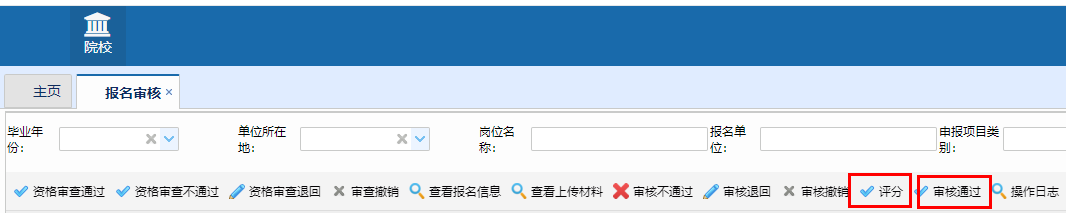 院校
主页 报名审核 ×
毕业年份: 单位所在地: 岗位名称: 报名单位: 申报项目类别:
资格审查通过 资格审查不通过 资格审查退回 审查撤销 查看报名信息 查看上传材料 审核不通过 审核退回 审核撤销 评分 审核通过 操作日志